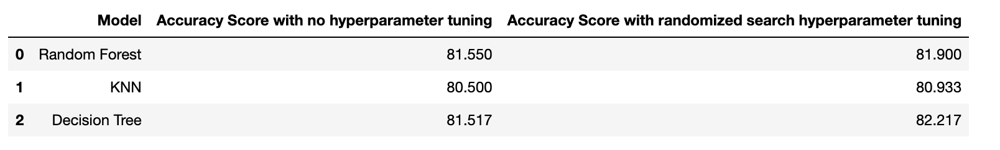 Model Accuracy Score with no hyperparameter tuning Accuracy Score with randomized search hyperparameter tuning
0 Random Forest 81.550 81.900
1 KNN 80.500 80.933
2 Decision Tree 81.517 82.217